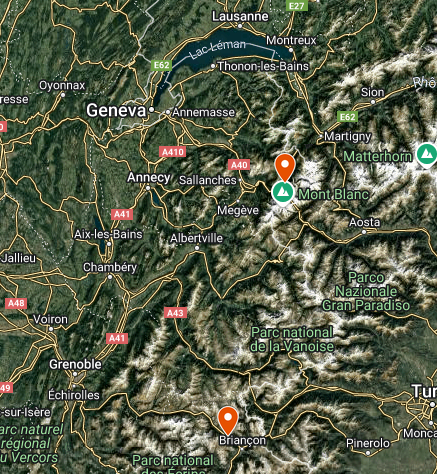 Lausanne
E27
Montreux
Lac Léman
E62
Thonon-les-Bains
Oyonnax
Sion
Rhô
resse
Geneva
Annemasse
E62
Martigny
A410
A40
Matterhorn
Annecy
Sallanches
Mont Blanc
A41
Megève
Aosta
Aix-les-Bains
Albertville
Jallieu
Chambéry
Parco
Nazionale
Gran Paradiso
A48
A43
Voiron
A41
Parc national
de la Vanoise
Grenoble
49
Échirolles
Tur
-sur-Isère
Parc naturel
régional
u Vercors
Briançon
Monca
Pinerolo
Parc national
des Écrins